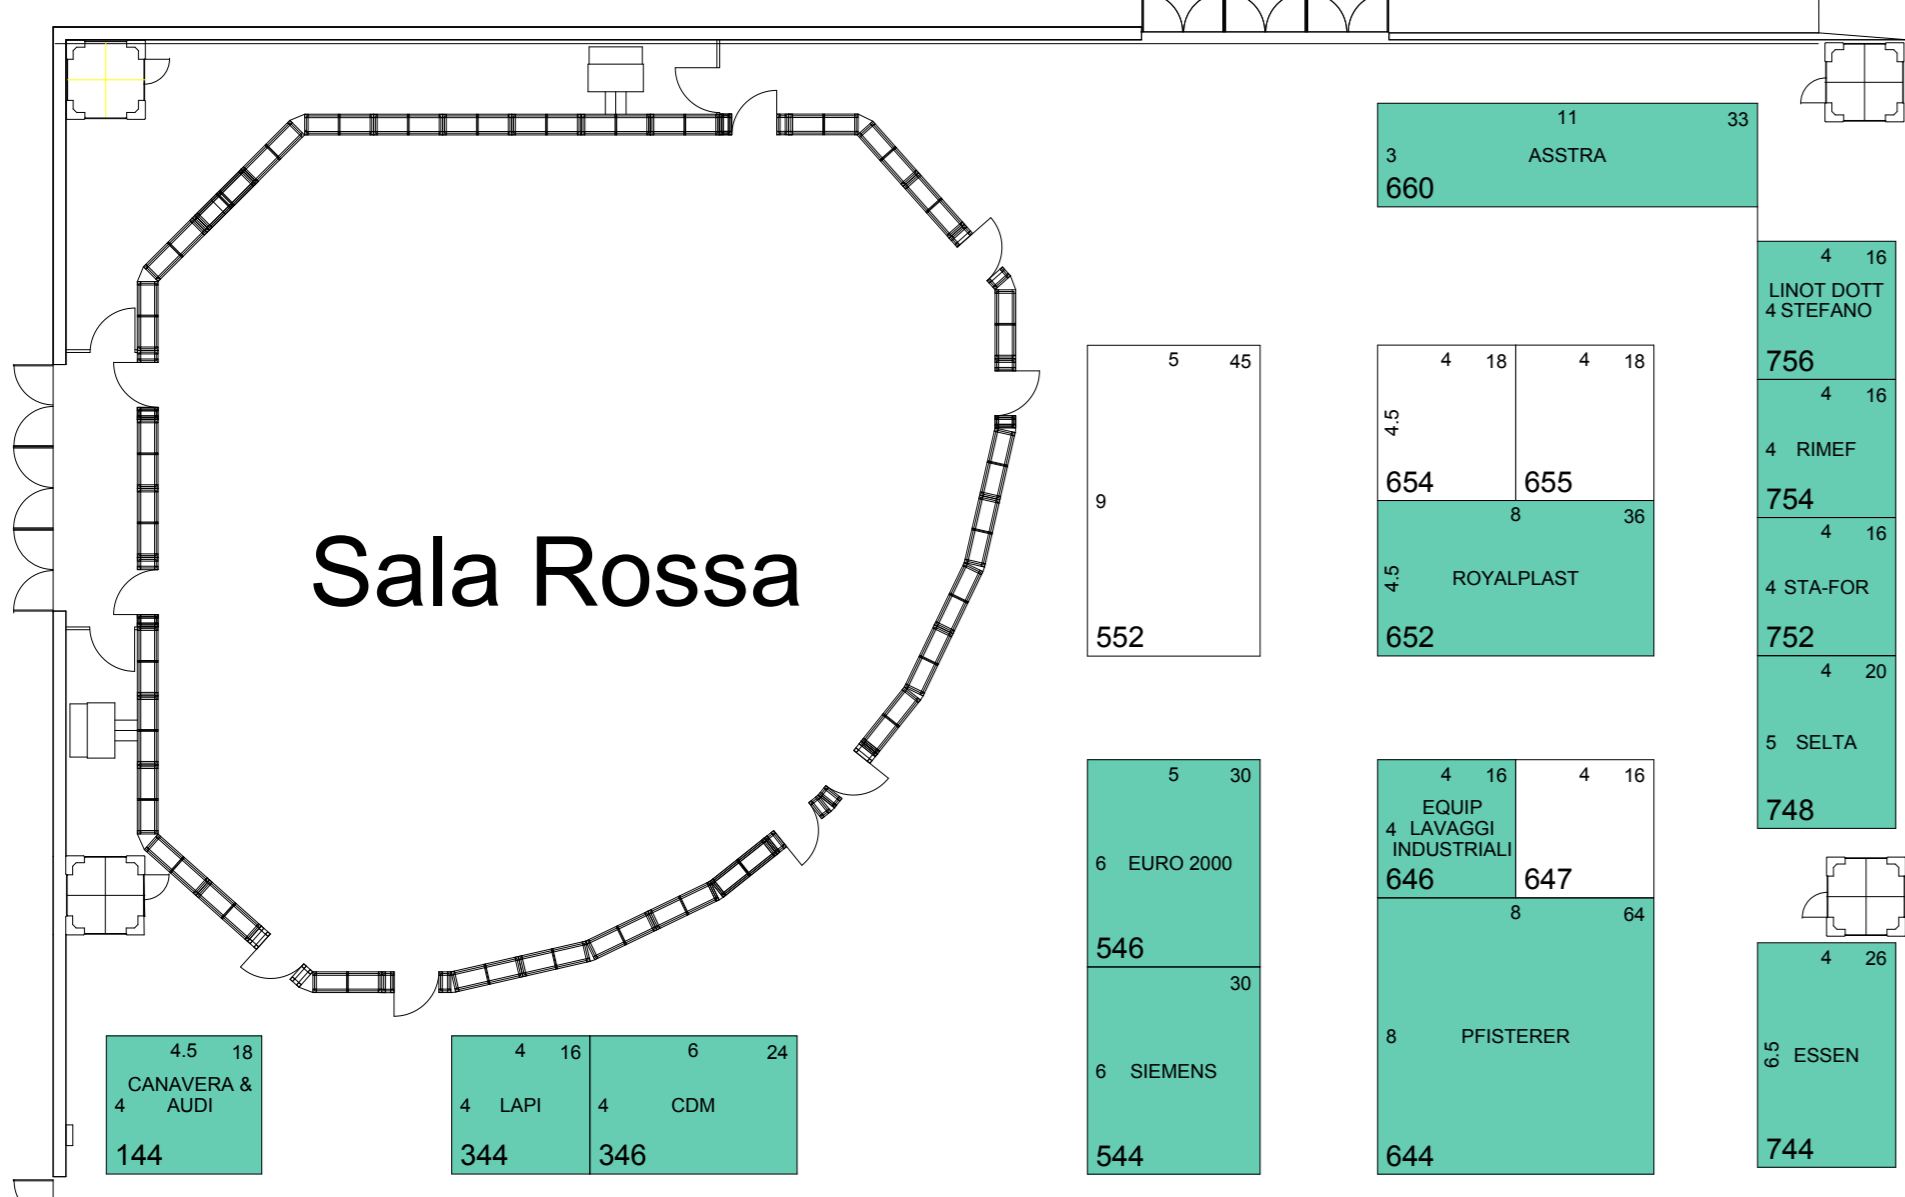 11 33
3 ASSTRA
660
4 16
LINOT DOTT
4 STEFANO
756
4 16
4 RIMEF
754
4 16
4 STA-FOR
752
4 20
5 SELTA
748
5 45
9
552
4 18
4.5
654
4 18
655
8 36
4.5 ROYALPLAST
652
Sala Rossa
5 30
6 EURO 2000
546
30
6 SIEMENS
544
4 16
EQUIP
4 LAVAGGI
INDUSTRIALI
646
4 16
647
8 64
8 PFISTERER
644
4 26
6.5 ESSEN
744
4.5 18
CANAVERA &
4 AUDI
144
4 16
4 LAPI
344
6 24
4 CDM
346